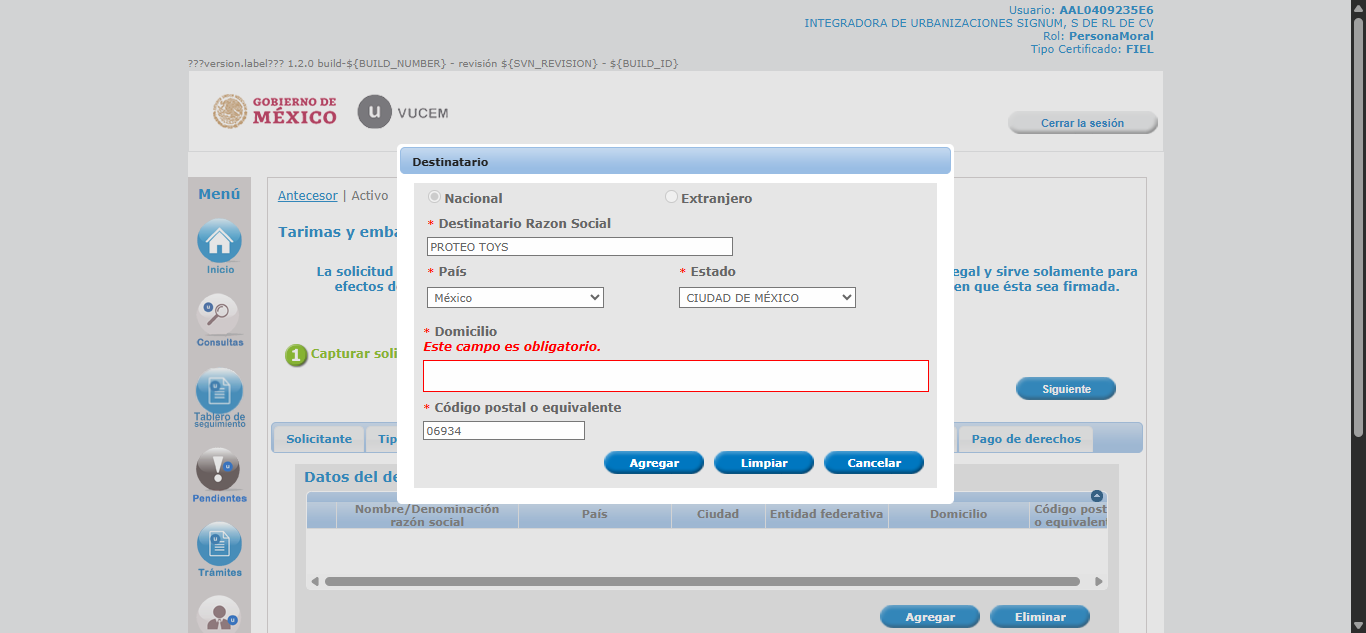 Usuario: AAL0409235E6
INTEGRADORA DE URBANIZACIONES SIGNUM, S DE RL DE CV
Rol: PersonaMoral
Tipo Certificado: FIEL
???version.label??? 1.2.0 build-${BUILD_NUMBER} - revisión ${SVN_REVISION} - ${BUILD_ID}
GOBIERNO DE
MÉXICO
u VUCEM
Cerrar la sesión
Menú
Inicio
Consultas
Tablero de
seguimiento
Pendientes
Trámites
Antecesor | Activo
Tarimas y emba
La solicitud
egal y sirve solamente para
efectos d
en que ésta sea firmada.
1 Capturar soli
Siguiente
Destinatario
Nacional
Extranjero
* Destinatario Razon Social
PROTEO TOYS
* País
* Estado
México
CIUDAD DE MÉXICO
* Domicilio
Este campo es obligatorio.
* Código postal o equivalente
06934
Agregar
Limpiar
Cancelar
Solicitante
Tip
Pago de derechos
Datos del de
Nombre/Denominación
razón social
País
Ciudad
Entidad federativa
Domicilio
Código post
o equivalent
Agregar
Eliminar